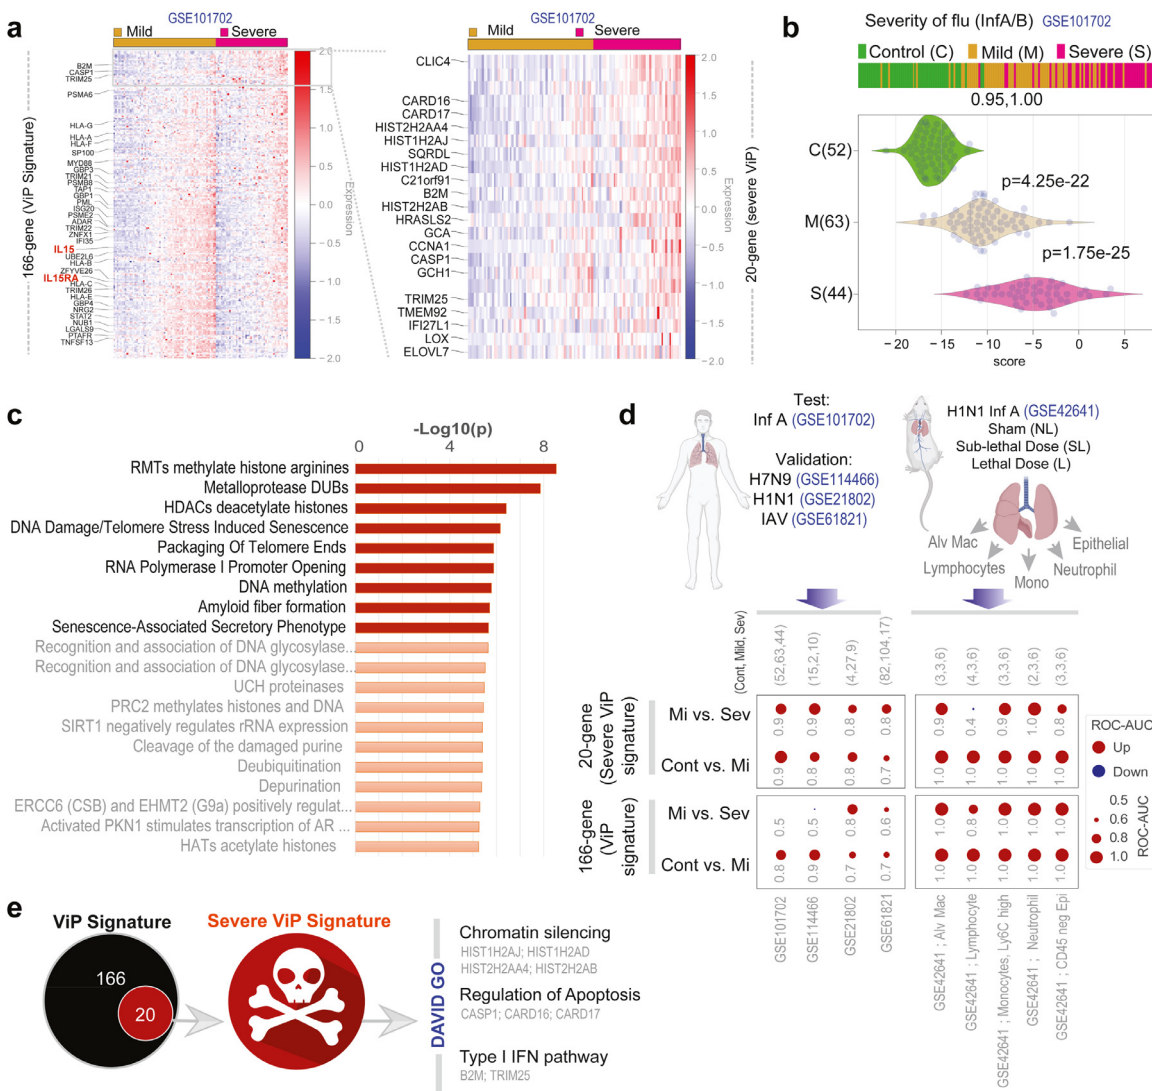 a
GSE101702
Mild
Severe
166-gene (ViP Signature)
B2M
CASP1
TRIM25
PSMA6
HLA-G
HLA-A
HLA-F
SP100
MYD88
GBP3
TRIM21
PSMB8
TAP1
GBP1
PML
ISG20
PSME2
ADAR
TRIM22
ZNFX1
IFI35
IL15
UBE2L6
HLA-B
ZFYVE26
IL15RA
HLA-C
TRIM26
HLA-E
GBP4
NRG2
STAT2
NUB1
LGALS9
PTAFR
TNFSF13
2.0
1.5
1.0
0.5
0.0
−0.5
−1.0
−1.5
−2.0
Expression
GSE101702
Mild
Severe
CLIC4
CARD16
CARD17
HIST2H2AA4
HIST1H2AJ
SQRDL
HIST1H2AD
C21orf91
B2M
HIST2H2AB
HRASLS2
GCA
CCNA1
CASP1
GCH1
TRIM25
TMEM92
IFI27L1
LOX
ELOVL7
2.0
1.5
1.0
0.5
0.0
−0.5
−1.0
−1.5
−2.0
Expression
20-gene (severe ViP)
b
Severity of flu (InfA/B) GSE101702
Control (C) Mild (M) Severe (S)
0.95,1.00
C(52)
p=4.25e-22
M(63)
p=1.75e-25
S(44)
−20 −15 −10 −5 0 5
score
c
-Log10(p)
0 4 8
RMTs methylate histone arginines
Metalloprotease DUBs
HDACs deacetylate histones
DNA Damage/Telomere Stress Induced Senescence
Packaging Of Telomere Ends
RNA Polymerase I Promoter Opening
DNA methylation
Amyloid fiber formation
Senescence-Associated Secretory Phenotype
Recognition and association of DNA glycosylase...
Recognition and association of DNA glycosylase...
UCH proteinases
PRC2 methylates histones and DNA
SIRT1 negatively regulates rRNA expression
Cleavage of the damaged purine
Deubiquitination
Depurination
ERCC6 (CSB) and EHMT2 (G9a) positively regulat...
Activated PKN1 stimulates transcription of AR ...
HATs acetylate histones
d
Test:
Inf A (GSE101702)
Validation:
H7N9 (GSE114466)
H1N1 (GSE21802)
IAV (GSE61821)
H1N1 Inf A (GSE42641)
Sham (NL)
Sub-lethal Dose (SL)
Lethal Dose (L)
Alv Mac
Lymphocytes
Mono
Neutrophil
Epithelial
(Cont, Mild, Sev)
(52,63,44)
(15,2,10)
(4,27,9)
(82,104,17)
(3,3,6)
(4,3,6)
(3,3,6)
(2,3,6)
(3,3,6)
20-gene
(Severe ViP
signature)
Mi vs. Sev
0.9 0.9 0.8 0.8 0.9 0.4 0.9 1.0 0.8
Cont vs. Mi
0.9 0.8 0.8 0.7 1.0 1.0 1.0 1.0 1.0
166-gene
(ViP
signature)
Mi vs. Sev
0.5 0.5 0.8 0.6 1.0 0.8 1.0 1.0 1.0
Cont vs. Mi
0.8 0.9 0.7 0.7 1.0 1.0 1.0 1.0 1.0
GSE101702
GSE114466
GSE21802
GSE61821
GSE42641 ; Alv Mac
GSE42641 ; Lymphocyte
GSE42641 ; Monocytes, Ly6C high
GSE42641 ; Neutrophil
GSE42641 ; CD45 neg Epi
ROC-AUC
Up
Down
0.5
0.6
0.8
1.0
ROC-AUC
e
ViP Signature
166
20
Severe ViP Signature
DAVID GO
Chromatin silencing
HIST1H2AJ; HIST1H2AD
HIST2H2AA4; HIST2H2AB
Regulation of Apoptosis
CASP1; CARD16; CARD17
Type I IFN pathway
B2M; TRIM25